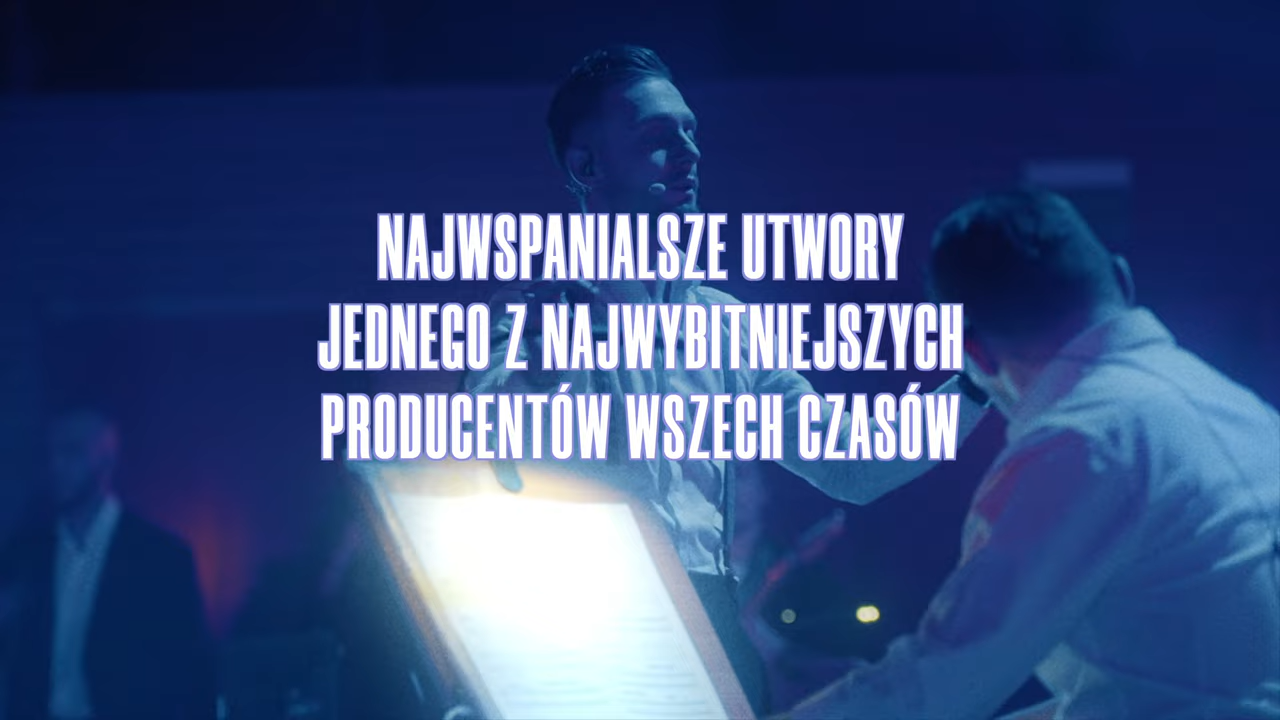 NAJWSPANIALSZE UTWORY
JEDNEGO Z NAJWYBITNIEJSZYCH
PRODUCENTÓW WSZECH CZASÓW